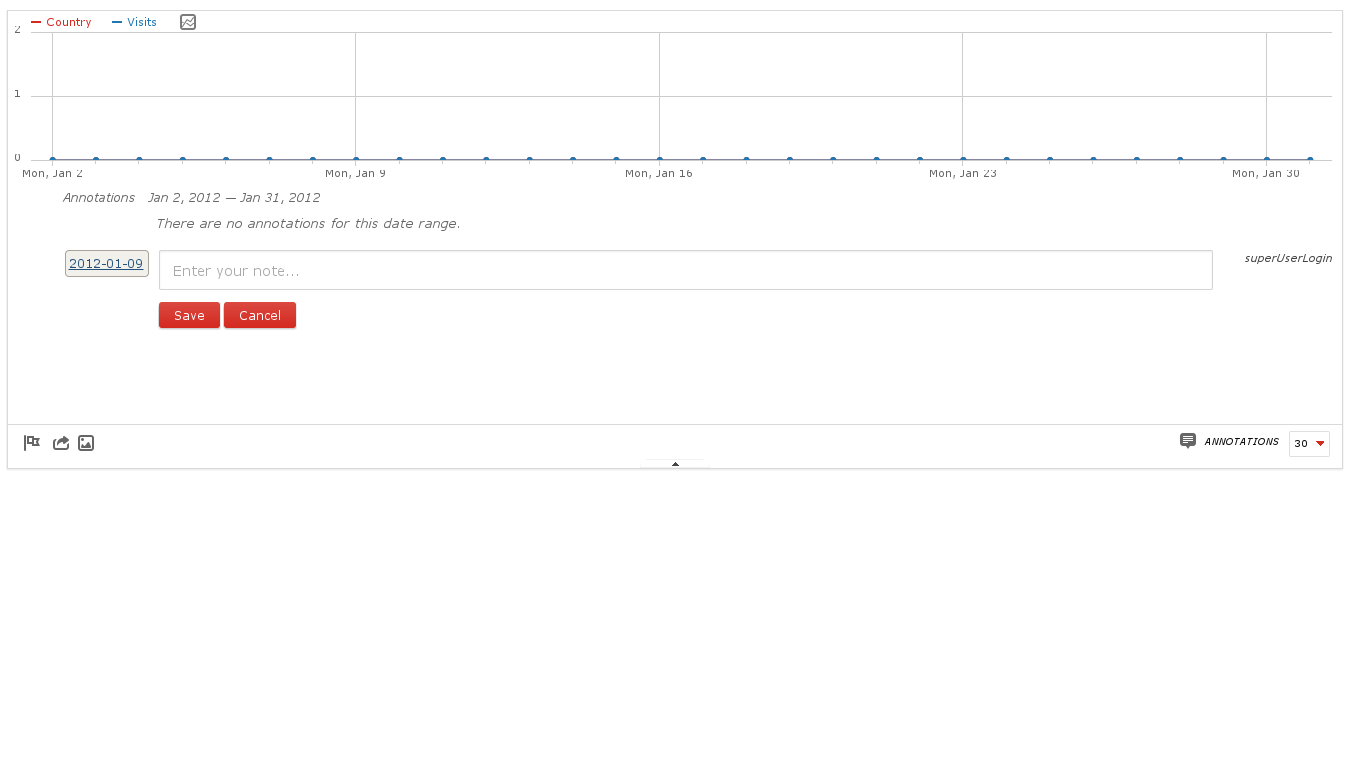 Country Visits
2
1
0
Mon, Jan 2 Mon, Jan 9 Mon, Jan 16 Mon, Jan 23 Mon, Jan 30
Annotations Jan 2, 2012 — Jan 31, 2012
There are no annotations for this date range.
2012-01-09 Enter your note... superUserLogin
Save Cancel
ANNOTATIONS 30